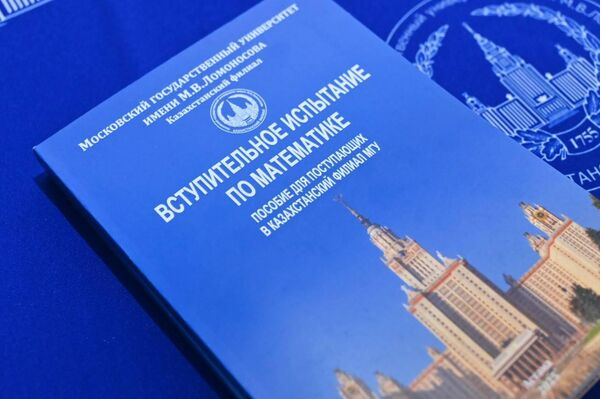 Московский государственный университет
имени М.В.Ломоносова
Казахстанский филиал
ВСТУПИТЕЛЬНОЕ ИСПЫТАНИЕ
ПО МАТЕМАТИКЕ
ПОСОБИЕ ДЛЯ ПОСТУПАЮЩИХ
В КАЗАХСТАНСКИЙ ФИЛИАЛ МГУ
1755